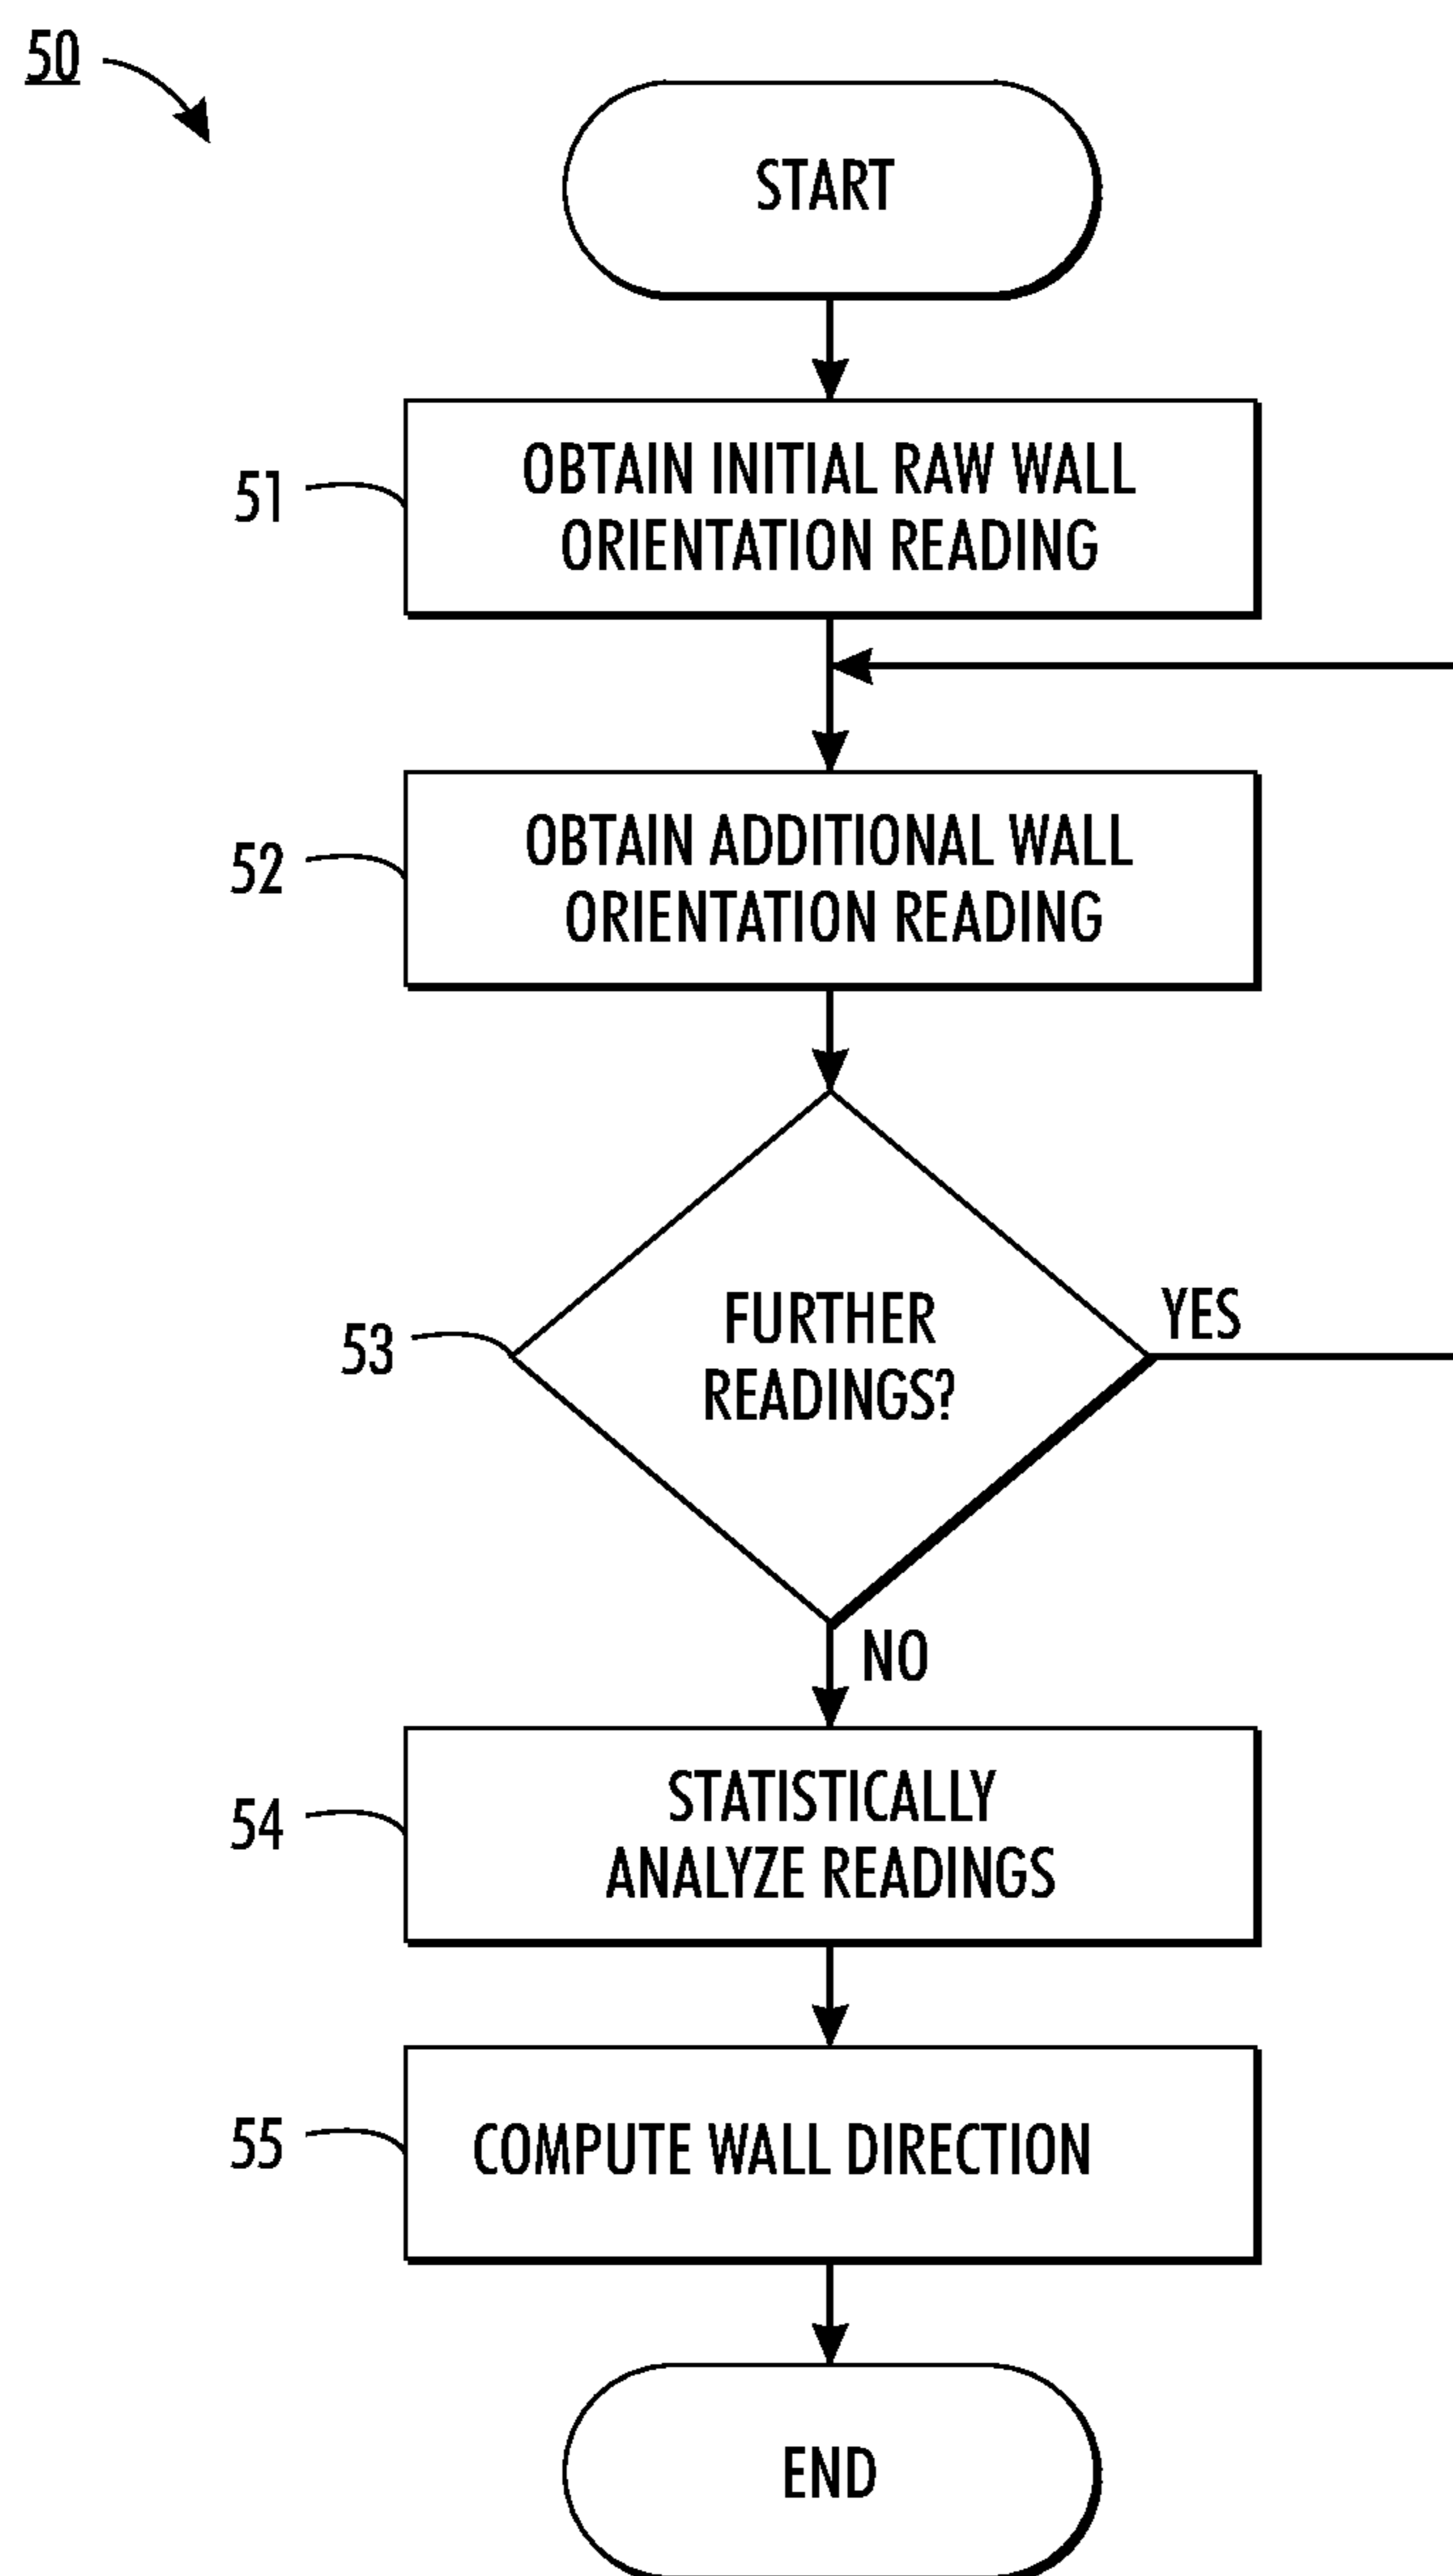 50
START
51
OBTAIN INITIAL RAW WALL
ORIENTATION READING
52
OBTAIN ADDITIONAL WALL
ORIENTATION READING
53
FURTHER
READINGS?
YES
NO
54
STATISTICALLY
ANALYZE READINGS
55
COMPUTE WALL DIRECTION
END